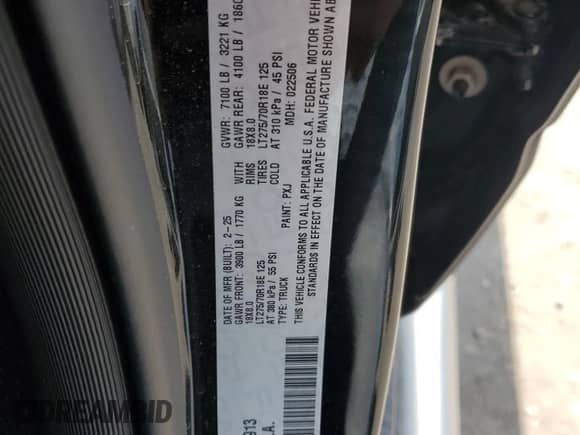 DATE OF MFR (BUILT): 2-25 GVWR: 7100 LB / 3221 KG
GAWR FRONT: 3900 LB / 1770 KG WITH GAWR REAR: 4100 LB / 1860
18X8.0 RIMS 18X8.0
LT275/70R18E 125 TIRES LT275/70R18E 125
AT 380 kPa / 55 PSI COLD AT 310 kPa / 45 PSI
TYPE: TRUCK PAINT: PXJ MDH: 022506
THIS VEHICLE CONFORMS TO ALL APPLICABLE U.S.A. FEDERAL MOTOR VEHI
STANDARDS IN EFFECT ON THE DATE OF MANUFACTURE SHOWN AB
913
LA.
DREAMBID